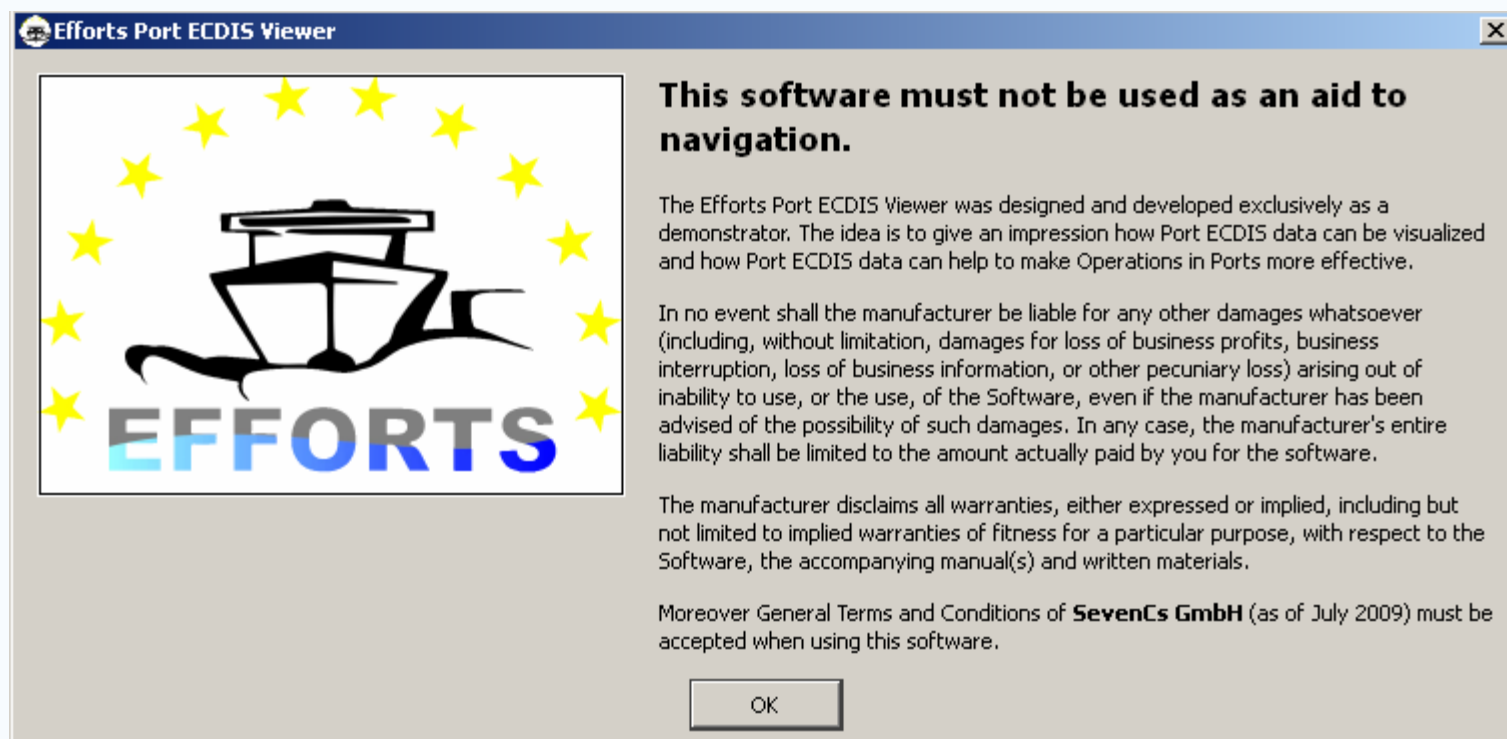 Efforts Port ECDIS Viewer
EFFORTS
This software must not be used as an aid to
navigation.
The Efforts Port ECDIS Viewer was designed and developed exclusively as a
demonstrator. The idea is to give an impression how Port ECDIS data can be visualized
and how Port ECDIS data can help to make Operations in Ports more effective.
In no event shall the manufacturer be liable for any other damages whatsoever
(including, without limitation, damages for loss of business profits, business
interruption, loss of business information, or other pecuniary loss) arising out of
inability to use, or the use, of the Software, even if the manufacturer has been
advised of the possibility of such damages. In any case, the manufacturer's entire
liability shall be limited to the amount actually paid by you for the software.
The manufacturer disclaims all warranties, either expressed or implied, including but
not limited to implied warranties of fitness for a particular purpose, with respect to the
Software, the accompanying manual(s) and written materials.
Moreover General Terms and Conditions of SevenCs GmbH (as of July 2009) must be
accepted when using this software.
OK